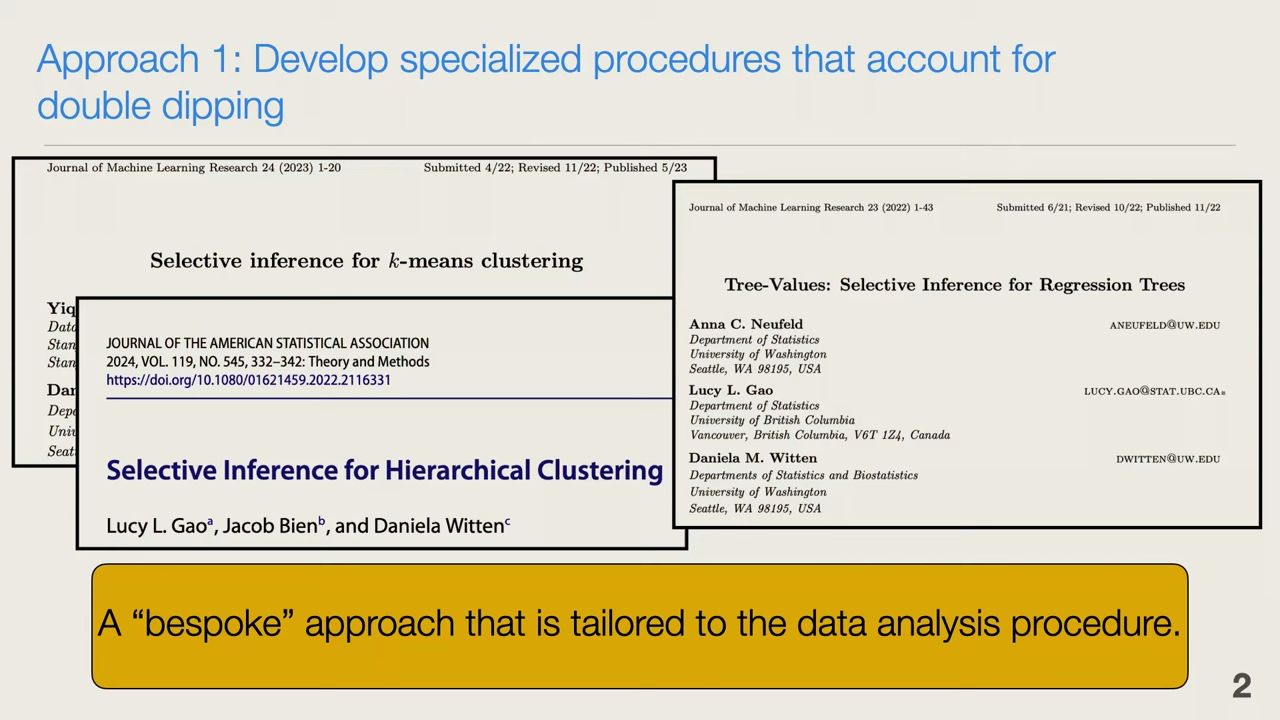 Approach 1: Develop specialized procedures that account for
double dipping
Journal of Machine Learning Research 24 (2023) 1-20 Submitted 4/22; Revised 11/22; Published 5/23
Selective inference for k-means clustering
Yiq
Data
Stan
Stan
Dan
Depa
Univ
Seat
JOURNAL OF THE AMERICAN STATISTICAL ASSOCIATION
2024, VOL. 119, NO. 545, 332–342: Theory and Methods
https://doi.org/10.1080/01621459.2022.2116331
Selective Inference for Hierarchical Clustering
Lucy L. Gaoa, Jacob Bienb, and Daniela Wittenc
Journal of Machine Learning Research 23 (2022) 1-43 Submitted 6/21; Revised 10/22; Published 11/22
Tree-Values: Selective Inference for Regression Trees
Anna C. Neufeld ANEUFELD@UW.EDU
Department of Statistics
University of Washington
Seattle, WA 98195, USA
Lucy L. Gao LUCY.GAO@STAT.UBC.CA
Department of Statistics
University of British Columbia
Vancouver, British Columbia, V6T 1Z4, Canada
Daniela M. Witten DWITTEN@UW.EDU
Departments of Statistics and Biostatistics
University of Washington
Seattle, WA 98195, USA
A “bespoke” approach that is tailored to the data analysis procedure.
2